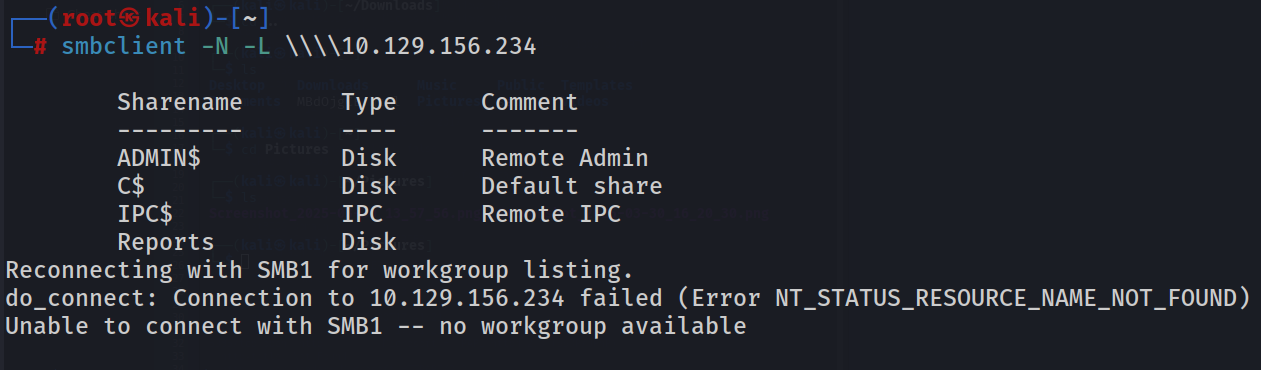 ┌──(root㉿kali)-[~]
└─# smbclient -N -L \\\\10.129.156.234
Sharename Type Comment
--------- ---- -------
ADMIN$ Disk Remote Admin
C$ Disk Default share
IPC$ IPC Remote IPC
Reports Disk
Reconnecting with SMB1 for workgroup listing.
do_connect: Connection to 10.129.156.234 failed (Error NT_STATUS_RESOURCE_NAME_NOT_FOUND)
Unable to connect with SMB1 -- no workgroup available